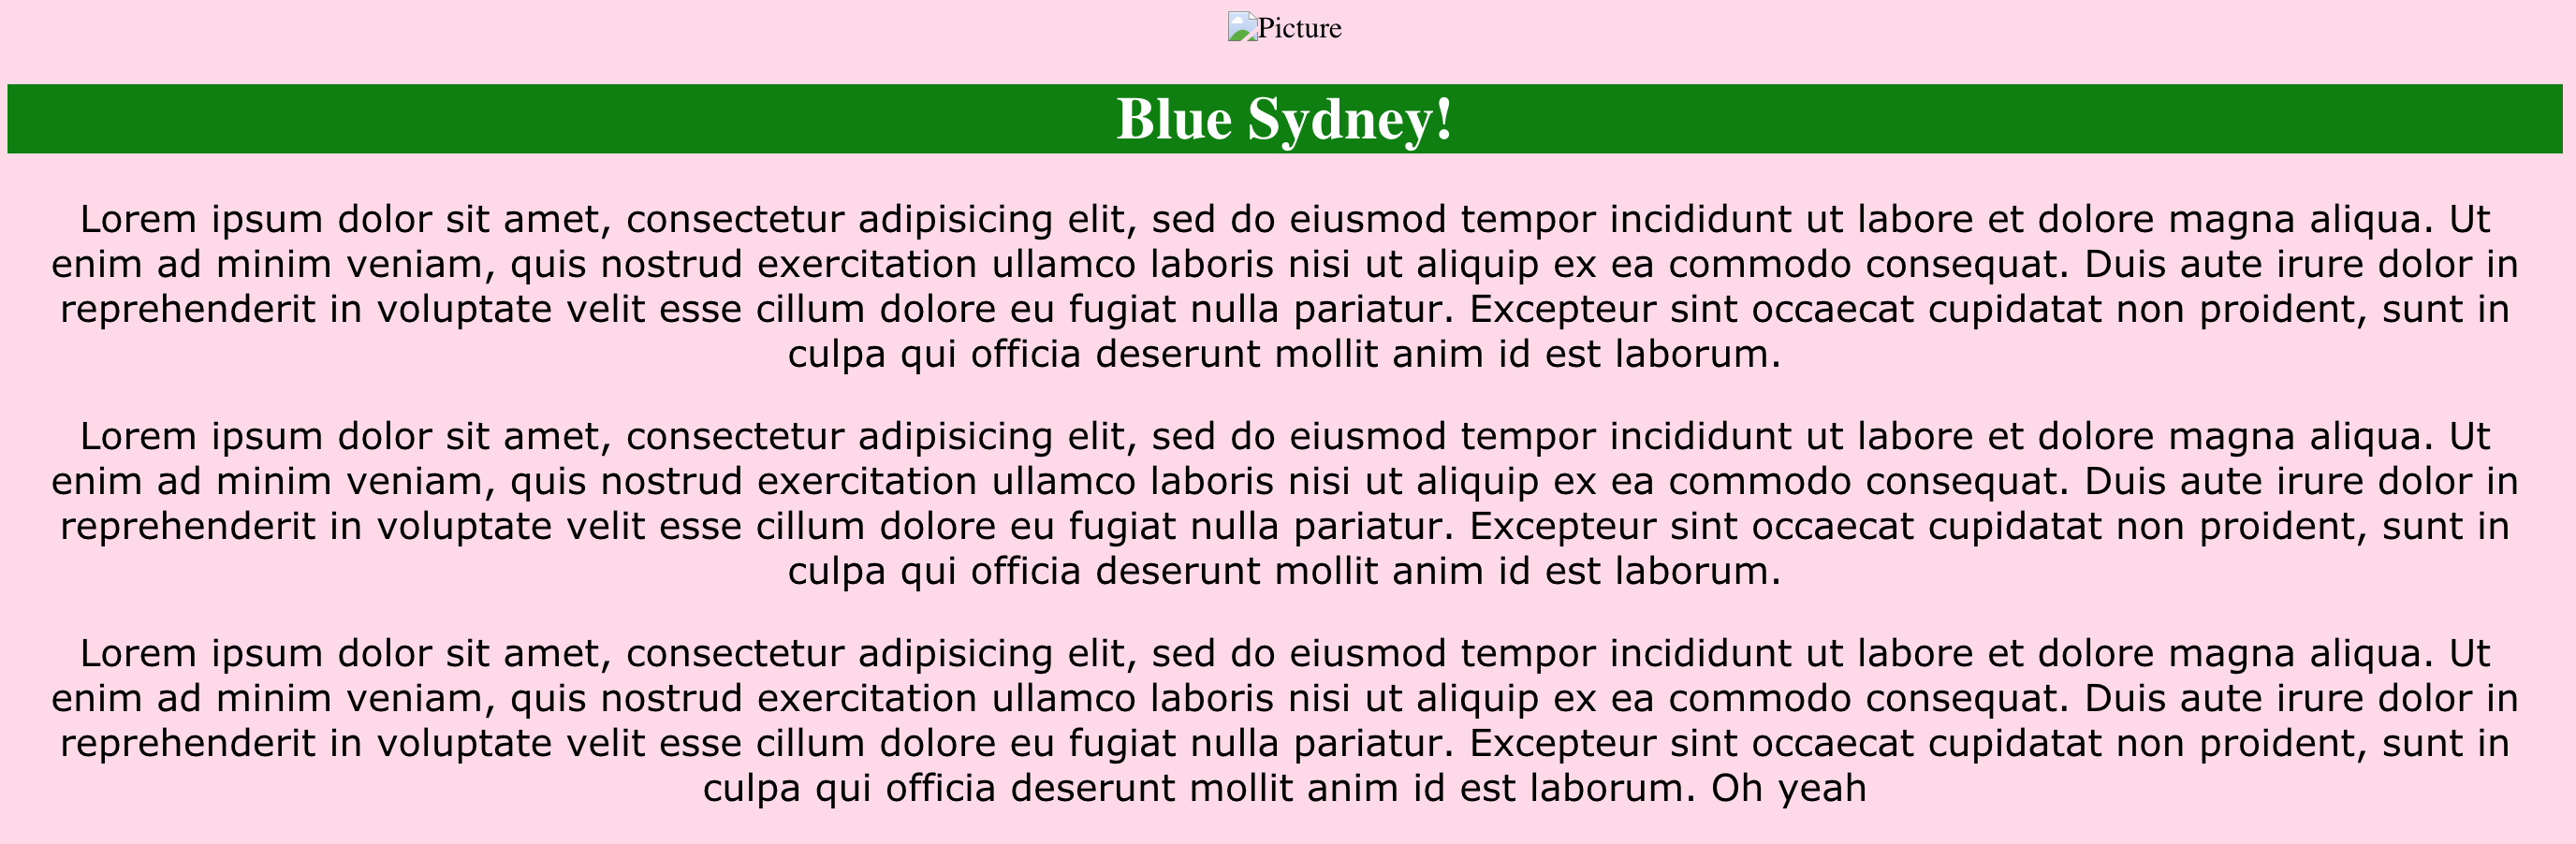 Picture
Blue Sydney!
Lorem ipsum dolor sit amet, consectetur adipisicing elit, sed do eiusmod tempor incididunt ut labore et dolore magna aliqua. Ut
enim ad minim veniam, quis nostrud exercitation ullamco laboris nisi ut aliquip ex ea commodo consequat. Duis aute irure dolor in
reprehenderit in voluptate velit esse cillum dolore eu fugiat nulla pariatur. Excepteur sint occaecat cupidatat non proident, sunt in
culpa qui officia deserunt mollit anim id est laborum.
Lorem ipsum dolor sit amet, consectetur adipisicing elit, sed do eiusmod tempor incididunt ut labore et dolore magna aliqua. Ut
enim ad minim veniam, quis nostrud exercitation ullamco laboris nisi ut aliquip ex ea commodo consequat. Duis aute irure dolor in
reprehenderit in voluptate velit esse cillum dolore eu fugiat nulla pariatur. Excepteur sint occaecat cupidatat non proident, sunt in
culpa qui officia deserunt mollit anim id est laborum.
Lorem ipsum dolor sit amet, consectetur adipisicing elit, sed do eiusmod tempor incididunt ut labore et dolore magna aliqua. Ut
enim ad minim veniam, quis nostrud exercitation ullamco laboris nisi ut aliquip ex ea commodo consequat. Duis aute irure dolor in
reprehenderit in voluptate velit esse cillum dolore eu fugiat nulla pariatur. Excepteur sint occaecat cupidatat non proident, sunt in
culpa qui officia deserunt mollit anim id est laborum. Oh yeah